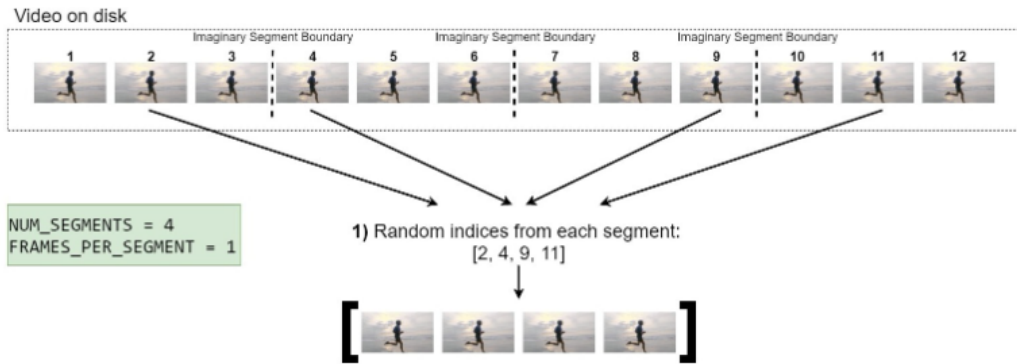 Video on disk
Imaginary Segment Boundary Imaginary Segment Boundary Imaginary Segment Boundary
1 2 3 4 5 6 7 8 9 10 11 12
NUM_SEGMENTS = 4
FRAMES_PER_SEGMENT = 1
1) Random indices from each segment:
[2, 4, 9, 11]
[ ]